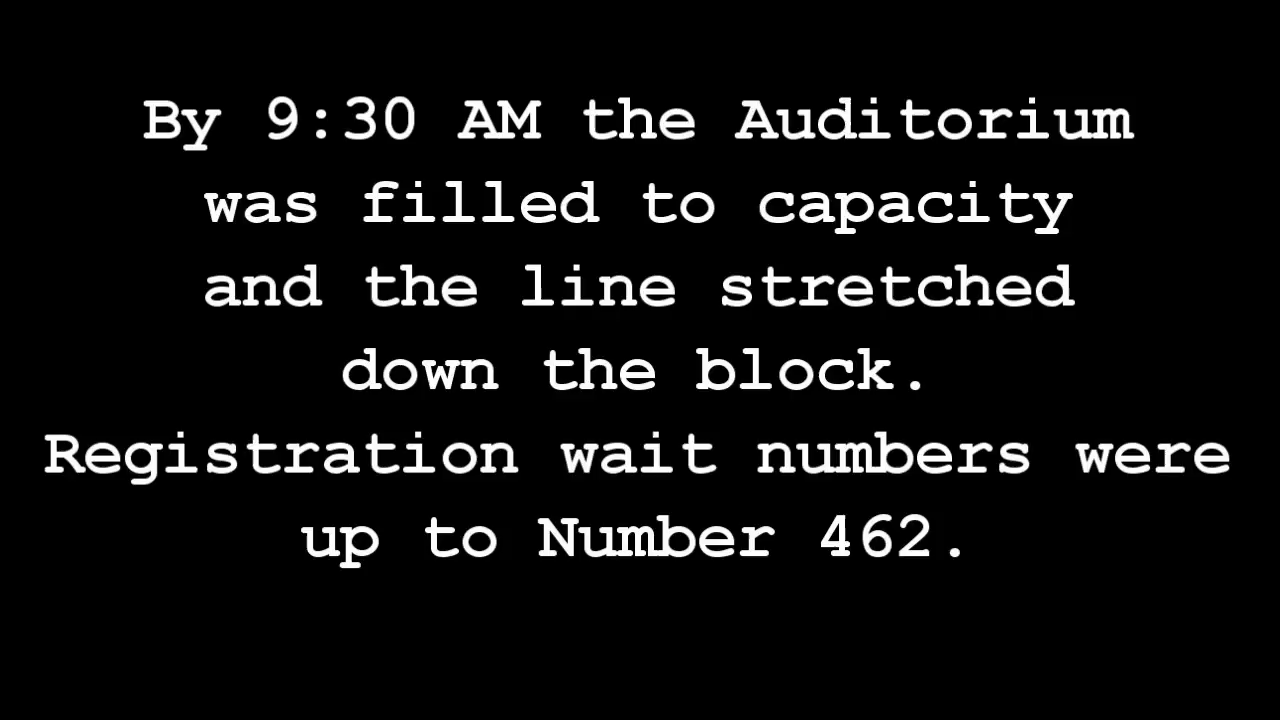 By 9:30 AM the Auditorium
was filled to capacity
and the line stretched
down the block.
Registration wait numbers were
up to Number 462.